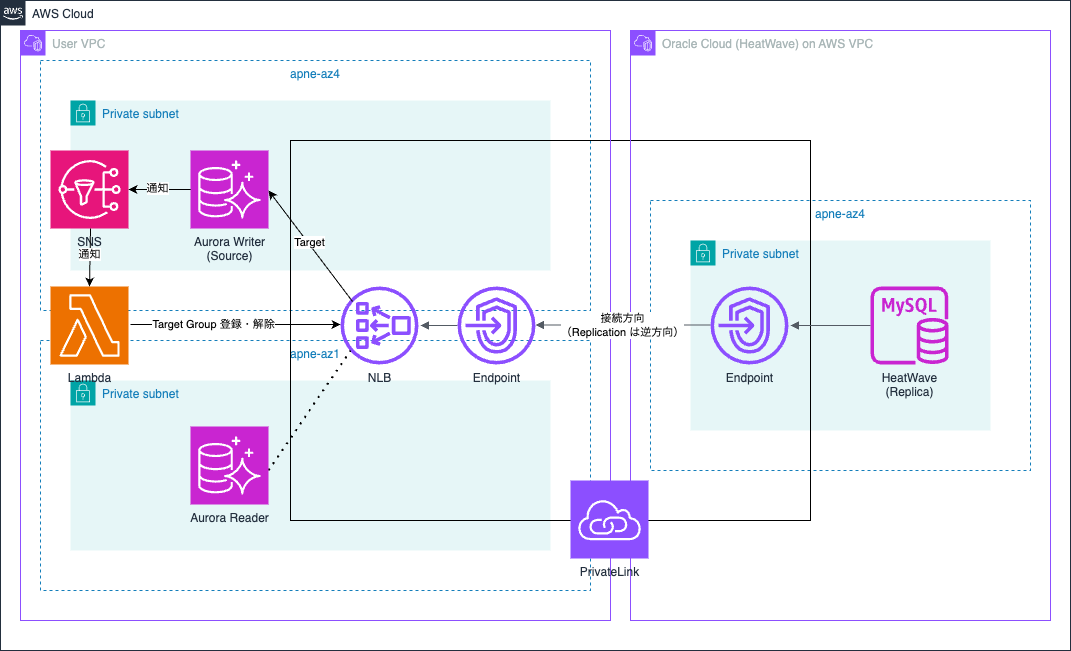 aws
AWS Cloud
User VPC
Oracle Cloud (HeatWave) on AWS VPC
apne-az4
Private subnet
通知
SNS
通知
Aurora Writer
(Source)
Target
apne-az4
Private subnet
MySQL
Target Group 登録・解除
接続方向
（Replication は逆方向）
apne-az1
Lambda
NLB
Endpoint
Endpoint
HeatWave
(Replica)
Private subnet
Aurora Reader
PrivateLink